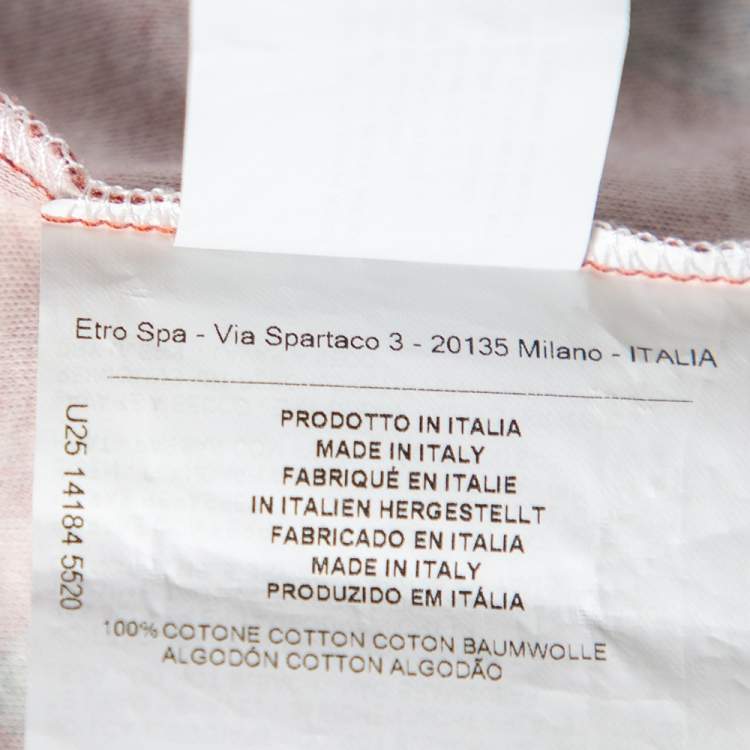 Etro Spa - Via Spartaco 3 - 20135 Milano - ITALIA
PRODOTTO IN ITALIA
MADE IN ITALY
FABRIQUÉ EN ITALIE
IN ITALIEN HERGESTELLT
FABRICADO EN ITALIA
MADE IN ITALY
PRODUZIDO EM ITÁLIA
100% COTONE COTTON COTON BAUMWOLLE
ALGODÓN COTTON ALGODÃO
U25 14184 5520